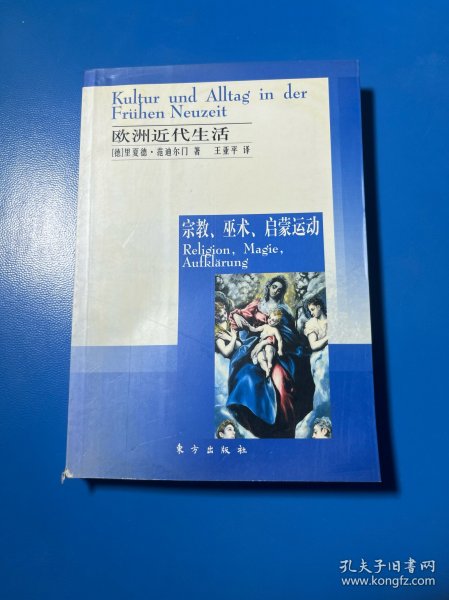 Kultur und Alltag in der
Frühen Neuzeit
欧洲近代生活
[德]里夏德·范迪尔门 著 王亚平 译
宗教、巫术、启蒙运动
Religion, Magie,
Aufklärung
东方出版社
孔夫子旧书网
www.kongfz.com